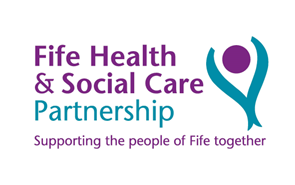 Fife Health
& Social Care
Partnership
Supporting the people of Fife together